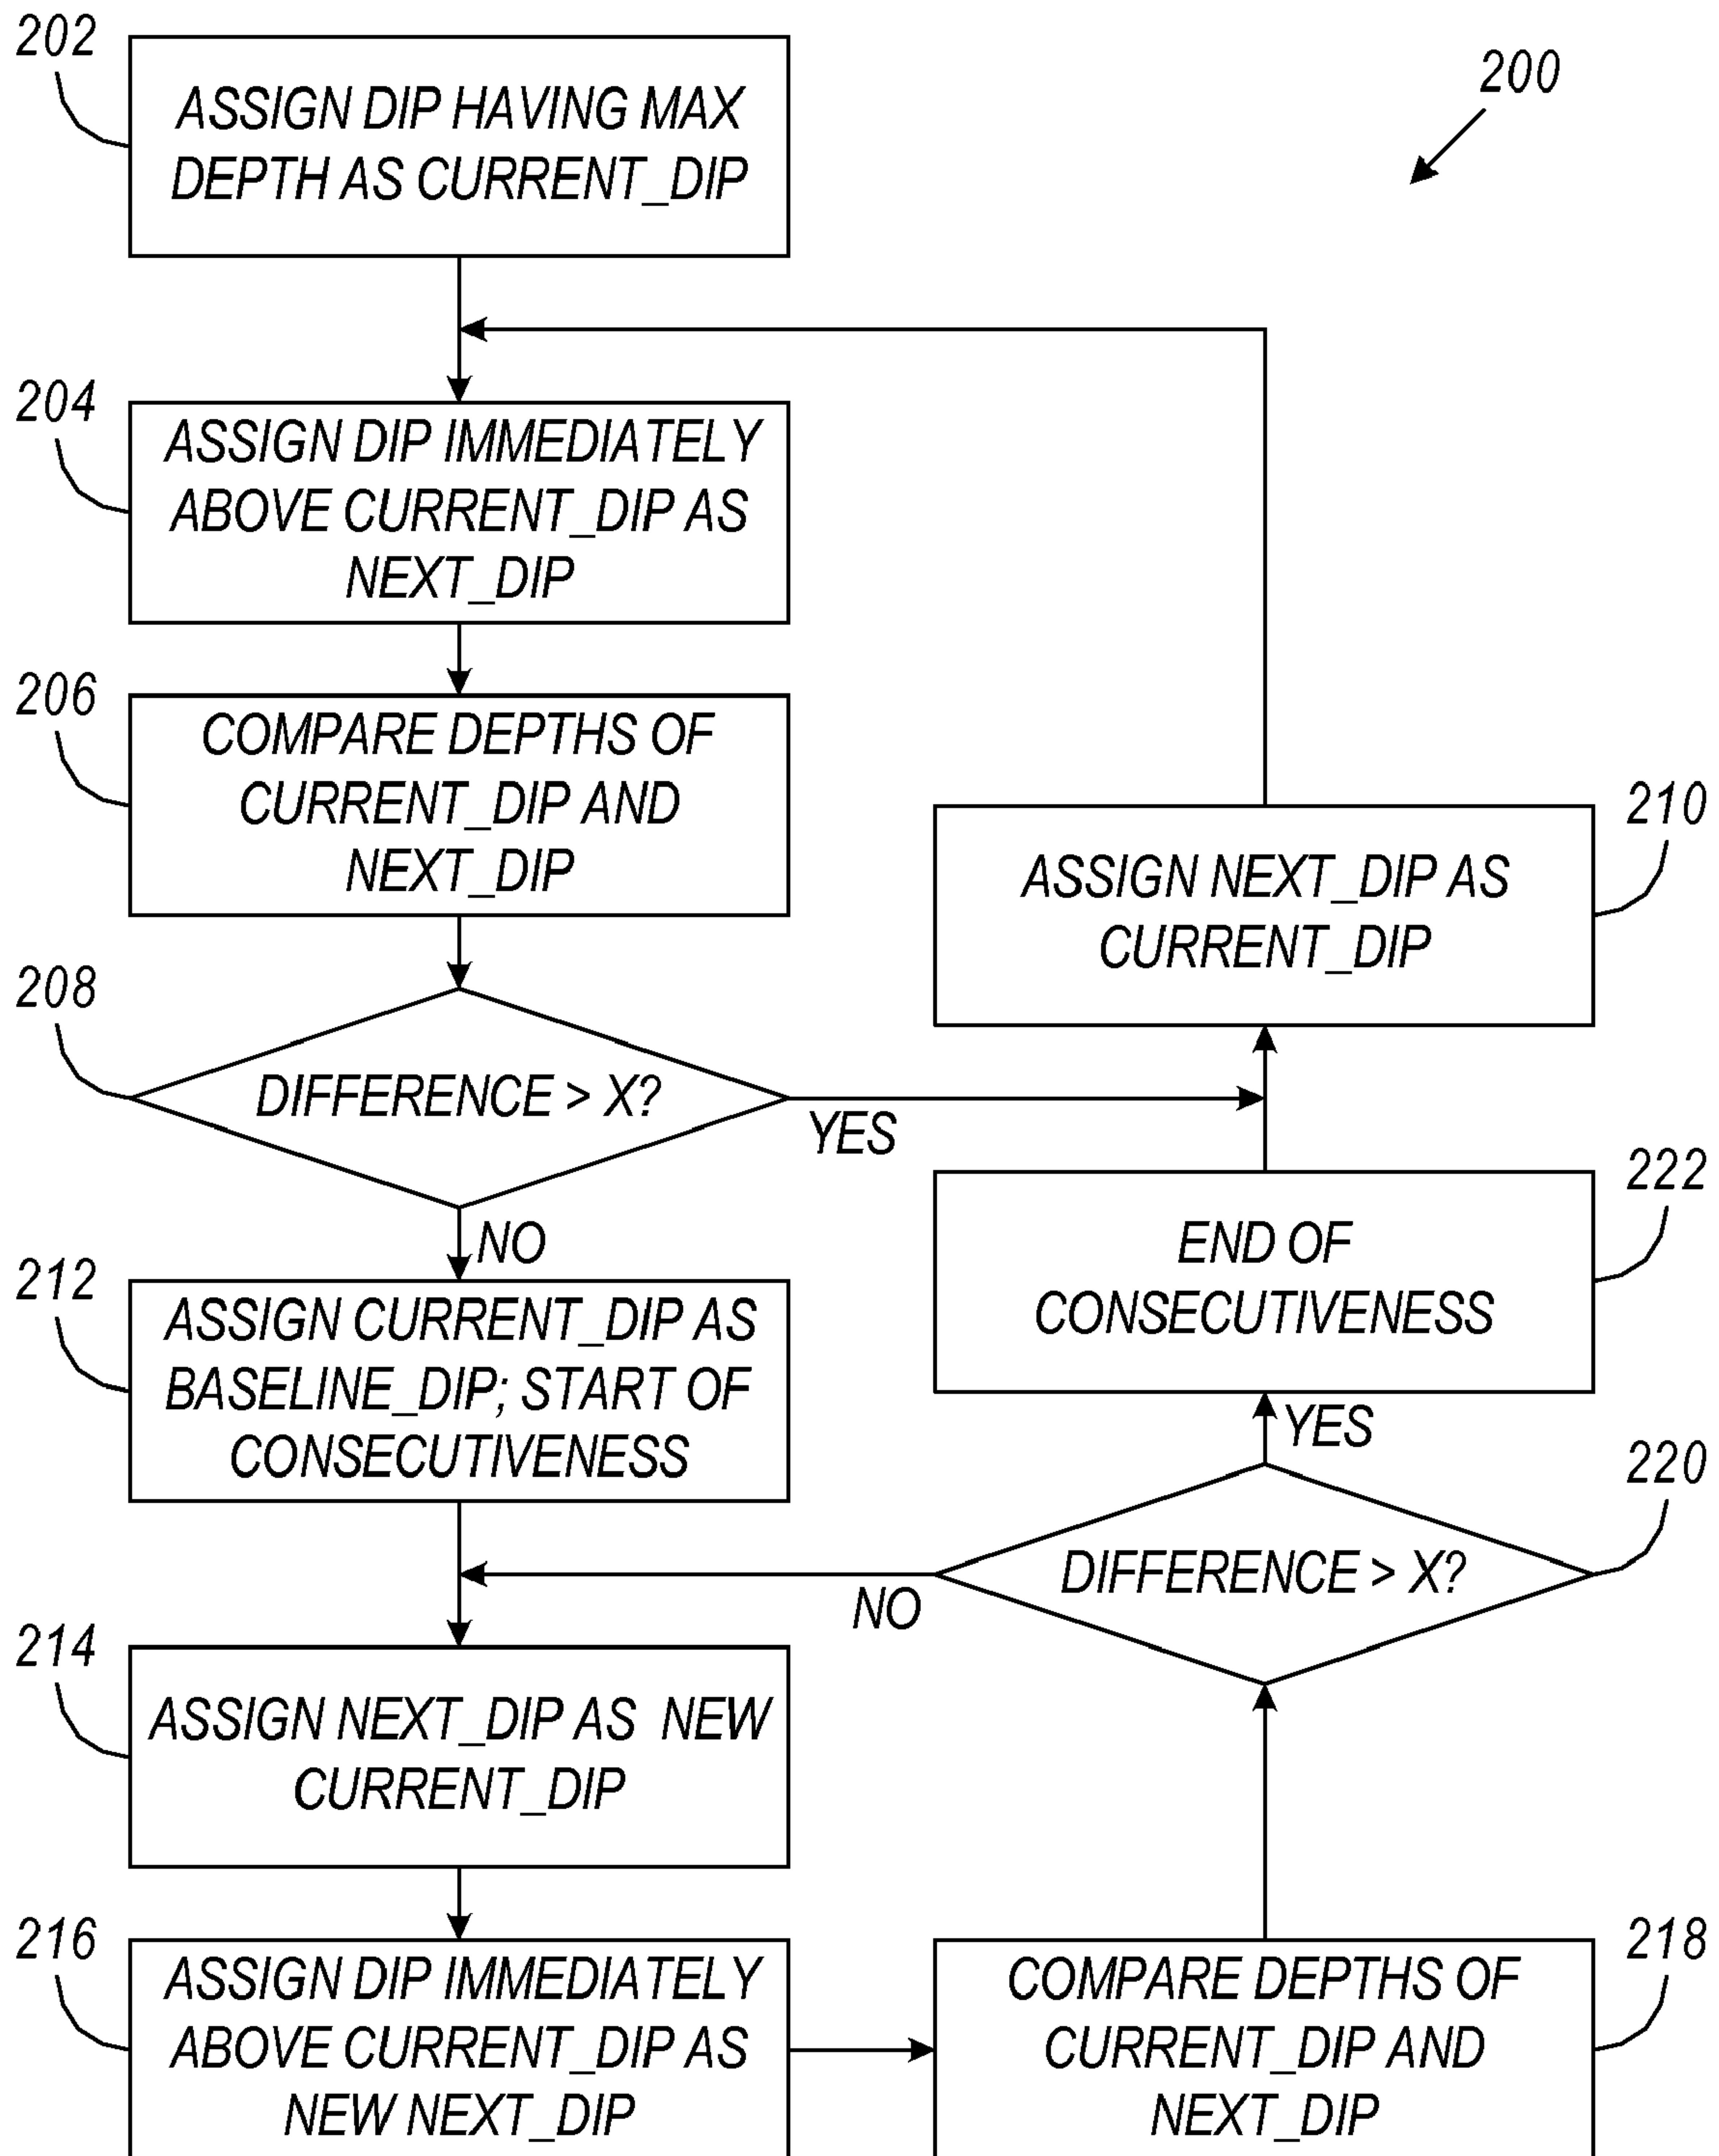 202
ASSIGN DIP HAVING MAX
DEPTH AS CURRENT_DIP
200
204
ASSIGN DIP IMMEDIATELY
ABOVE CURRENT_DIP AS
NEXT_DIP
206
COMPARE DEPTHS OF
CURRENT_DIP AND
NEXT_DIP
210
ASSIGN NEXT_DIP AS
CURRENT_DIP
208
DIFFERENCE > X?
YES
NO
222
END OF
CONSECUTIVENESS
212
ASSIGN CURRENT_DIP AS
BASELINE_DIP; START OF
CONSECUTIVENESS
YES
220
DIFFERENCE > X?
NO
214
ASSIGN NEXT_DIP AS NEW
CURRENT_DIP
216
ASSIGN DIP IMMEDIATELY
ABOVE CURRENT_DIP AS
NEW NEXT_DIP
218
COMPARE DEPTHS OF
CURRENT_DIP AND
NEXT_DIP